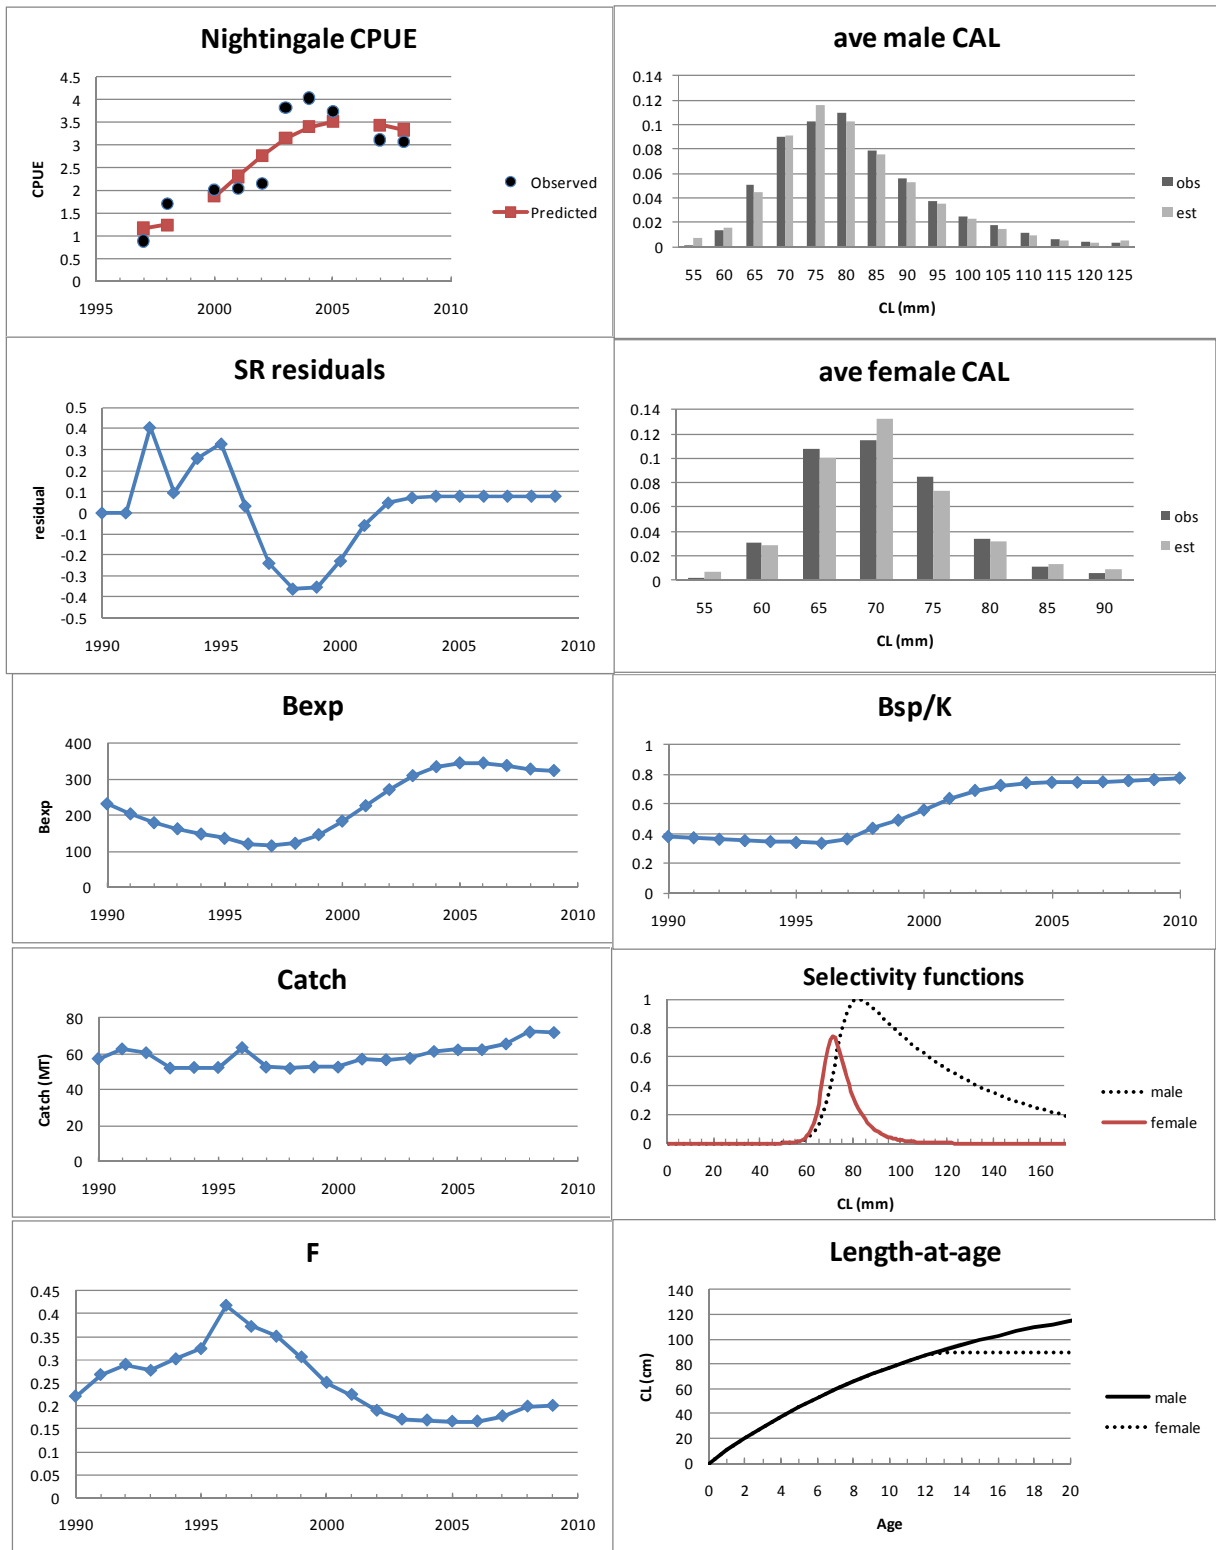 Nightingale CPUE
CPUE
4.5
4
3.5
3
2.5
2
1.5
1
0.5
0
1995 2000 2005 2010
Observed
Predicted
ave male CAL
0.14
0.12
0.1
0.08
0.06
0.04
0.02
0
55 60 65 70 75 80 85 90 95 100 105 110 115 120 125
CL (mm)
obs
est
SR residuals
residual
0.5
0.4
0.3
0.2
0.1
0
-0.1
-0.2
-0.3
-0.4
-0.5
1990 1995 2000 2005 2010
ave female CAL
0.14
0.12
0.1
0.08
0.06
0.04
0.02
0
55 60 65 70 75 80 85 90
CL (mm)
obs
est
Bexp
Bexp
400
300
200
100
0
1990 1995 2000 2005 2010
Bsp/K
1
0.8
0.6
0.4
0.2
0
1990 1995 2000 2005 2010
Catch
Catch (MT)
80
60
40
20
0
1990 1995 2000 2005 2010
Selectivity functions
1
0.8
0.6
0.4
0.2
0
0 20 40 60 80 100 120 140 160
CL (mm)
male
female
F
0.45
0.4
0.35
0.3
0.25
0.2
0.15
0.1
0.05
0
1990 1995 2000 2005 2010
Length-at-age
CL (cm)
140
120
100
80
60
40
20
0
0 2 4 6 8 10 12 14 16 18 20
Age
male
female